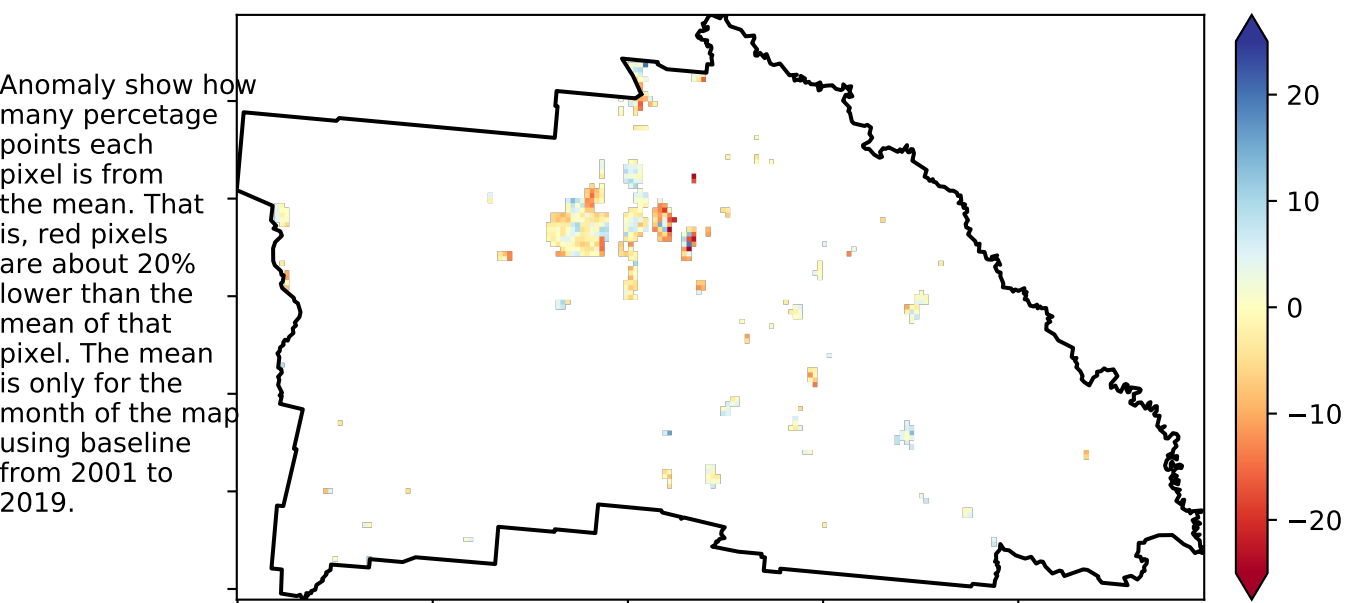 Anomaly show how
many percetage
points each
pixel is from
the mean. That
is, red pixels
are about 20%
lower than the
mean of that
pixel. The mean
is only for the
month of the map
using baseline
from 2001 to
2019.
20
10
0
−10
−20